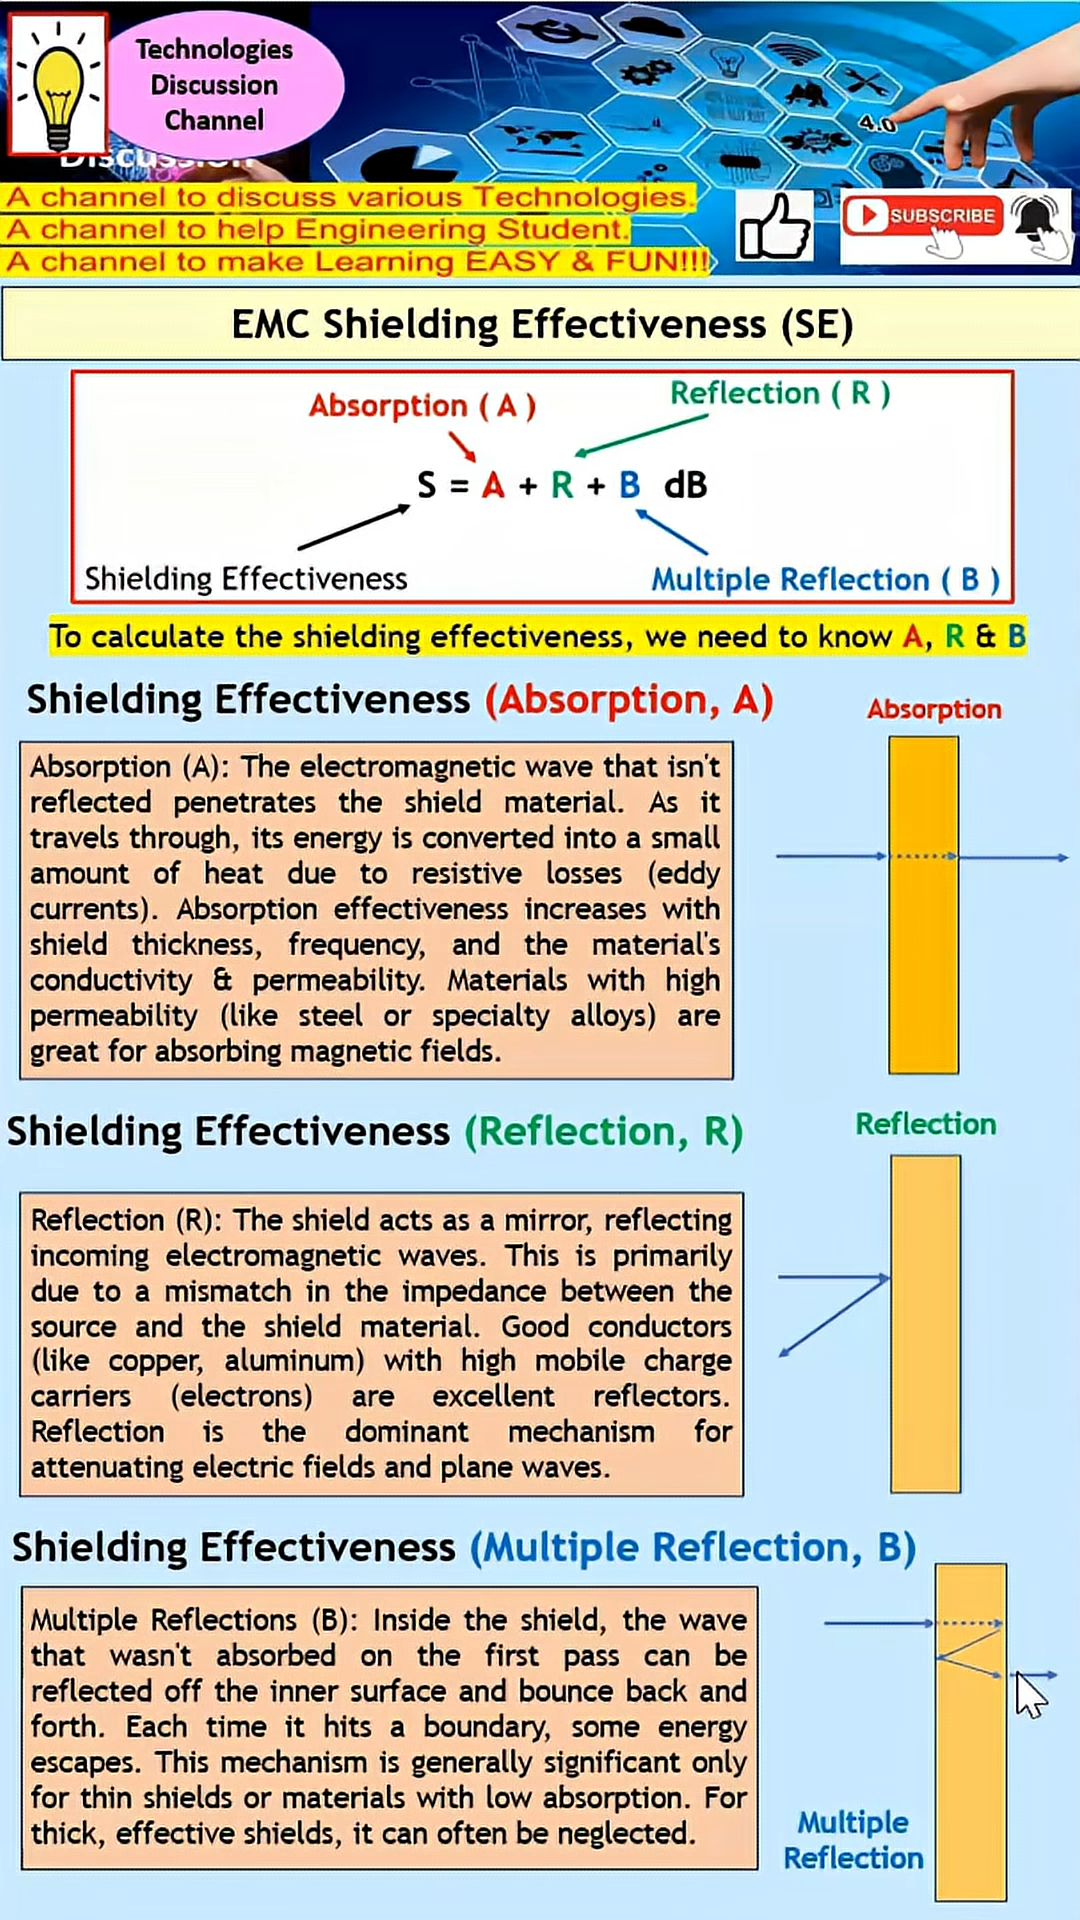 Technologies
Discussion
Channel
Discussion
4.0
A channel to discuss various Technologies.
A channel to help Engineering Student.
A channel to make Learning EASY & FUN!!!
SUBSCRIBE
EMC Shielding Effectiveness (SE)
Absorption ( A )
Reflection ( R )
S = A + R + B dB
Shielding Effectiveness
Multiple Reflection ( B )
To calculate the shielding effectiveness, we need to know A, R & B
Shielding Effectiveness (Absorption, A)
Absorption
Absorption (A): The electromagnetic wave that isn't
reflected penetrates the shield material. As it
travels through, its energy is converted into a small
amount of heat due to resistive losses (eddy
currents). Absorption effectiveness increases with
shield thickness, frequency, and the material's
conductivity & permeability. Materials with high
permeability (like steel or specialty alloys) are
great for absorbing magnetic fields.
Shielding Effectiveness (Reflection, R)
Reflection
Reflection (R): The shield acts as a mirror, reflecting
incoming electromagnetic waves. This is primarily
due to a mismatch in the impedance between the
source and the shield material. Good conductors
(like copper, aluminum) with high mobile charge
carriers (electrons) are excellent reflectors.
Reflection is the dominant mechanism for
attenuating electric fields and plane waves.
Shielding Effectiveness (Multiple Reflection, B)
Multiple Reflections (B): Inside the shield, the wave
that wasn't absorbed on the first pass can be
reflected off the inner surface and bounce back and
forth. Each time it hits a boundary, some energy
escapes. This mechanism is generally significant only
for thin shields or materials with low absorption. For
thick, effective shields, it can often be neglected.
Multiple
Reflection